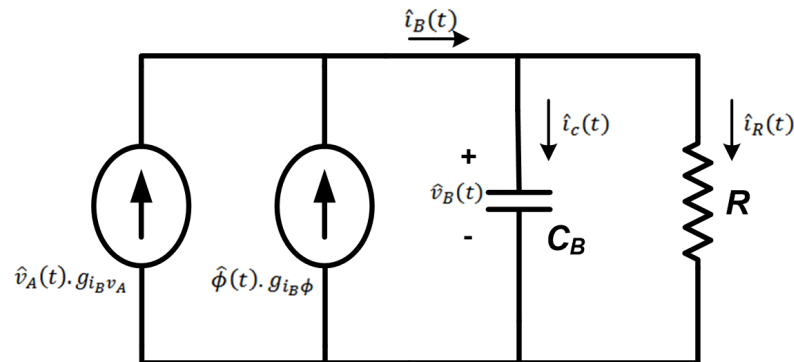 î_B(t)
î_c(t)
î_R(t)
+
v̂_B(t)
R
-
C_B
v̂_A(t). g_{i_B v_A}
ϕ̂(t). g_{i_B ϕ}